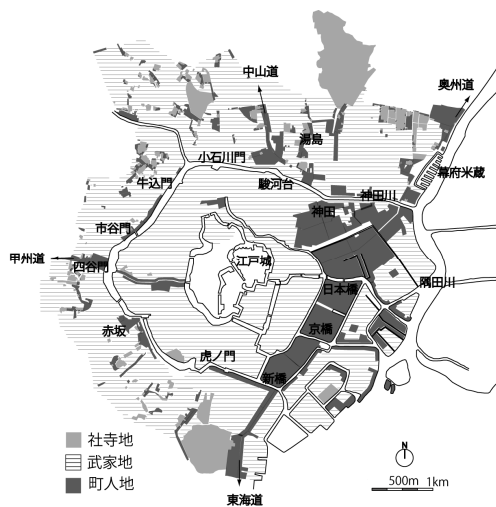 中山道
奥州道
湯島
小石川門
幕府米蔵
牛込門
駿河台
神田川
神田
市谷門
甲州道
四谷門
江戸城
隅田川
日本橋
赤坂
京橋
虎ノ門
新橋
社寺地
武家地
町人地
N
500m 1km
東海道